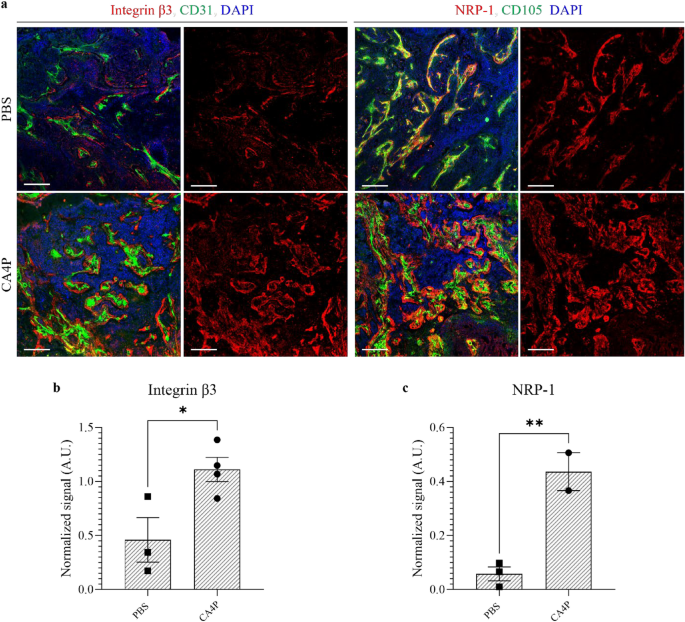 a
Integrin β3, CD31, DAPI
NRP-1, CD105 DAPI
PBS
CA4P
b
Integrin β3
*
Normalized signal (A.U.)
1.5
1.0
0.5
0.0
PBS
CA4P
c
NRP-1
**
Normalized signal (A.U.)
0.6
0.4
0.2
0.0
PBS
CA4P